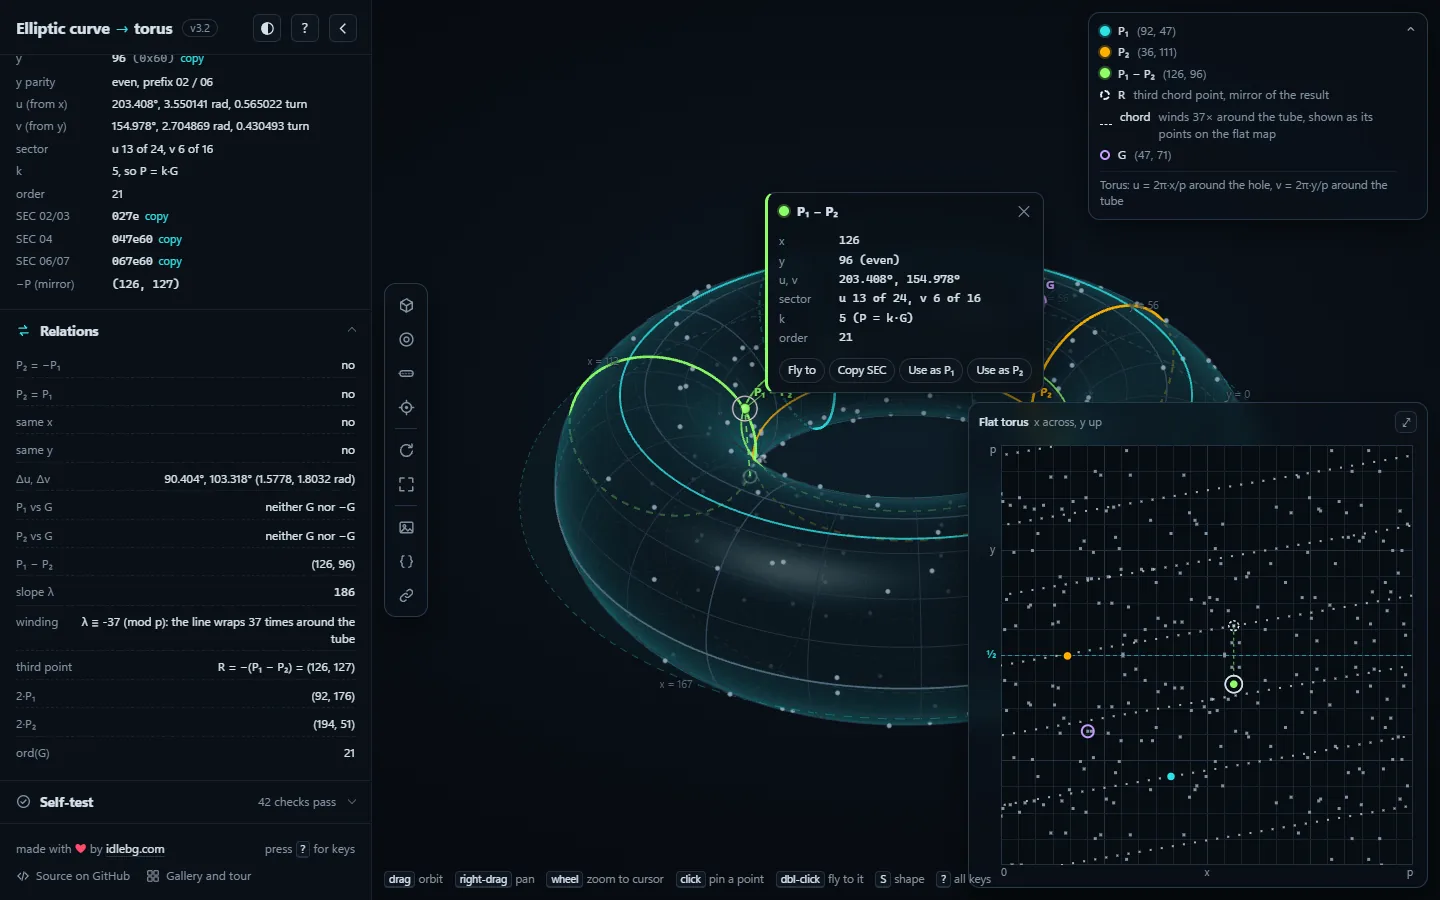 Elliptic curve → torus v3.2
?
y 96 (0x60) copy
y parity even, prefix 02 / 06
u (from x) 203.408°, 3.550141 rad, 0.565022 turn
v (from y) 154.978°, 2.704869 rad, 0.430493 turn
sector u 13 of 24, v 6 of 16
k 5, so P = k·G
order 21
SEC 02/03 027e copy
SEC 04 047e60 copy
SEC 06/07 067e60 copy
−P (mirror) (126, 127)
Relations
P₂ = −P₁ no
P₂ = P₁ no
same x no
same y no
Δu, Δv 90.404°, 103.318° (1.5778, 1.8032 rad)
P₁ vs G neither G nor −G
P₂ vs G neither G nor −G
P₁ − P₂ (126, 96)
slope λ 186
winding λ ≡ -37 (mod p): the line wraps 37 times around the
tube
third point R = −(P₁ − P₂) = (126, 127)
2·P₁ (92, 176)
2·P₂ (194, 51)
ord(G) 21
Self-test 42 checks pass
made with ❤ by idlebg.com press ? for keys
Source on GitHub Gallery and tour
P₁ (92, 47)
P₂ (36, 111)
P₁ − P₂ (126, 96)
R third chord point, mirror of the result
chord winds 37× around the tube, shown as its
points on the flat map
G (47, 71)
Torus: u = 2π·x/p around the hole, v = 2π·y/p around the
tube
P₁ − P₂
x 126
y 96 (even)
u, v 203.408°, 154.978°
sector u 13 of 24, v 6 of 16
k 5 (P = k·G)
order 21
Fly to Copy SEC Use as P₁ Use as P₂
G
56
P₂
y = 0
x = 167
Flat torus x across, y up
p
y
½
0 x p
drag orbit right-drag pan wheel zoom to cursor click pin a point dbl-click fly to it S shape ? all keys